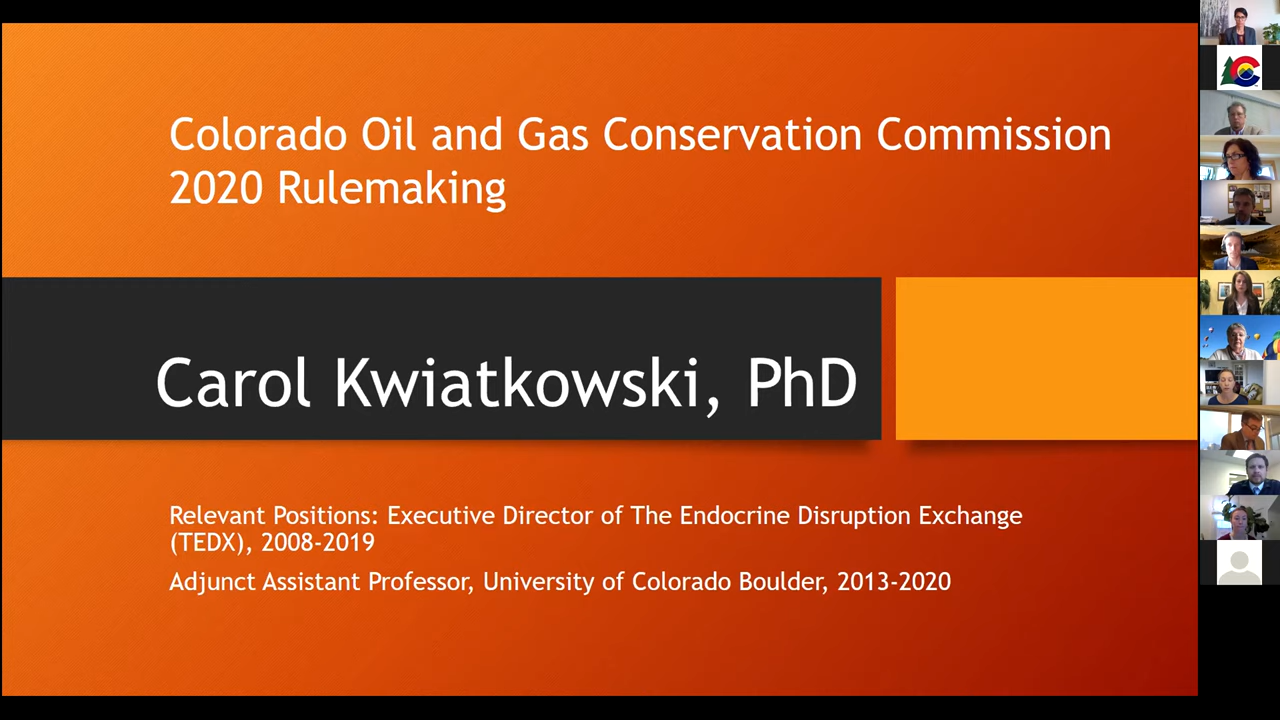 Colorado Oil and Gas Conservation Commission
2020 Rulemaking
Carol Kwiatkowski, PhD
Relevant Positions: Executive Director of The Endocrine Disruption Exchange
(TEDX), 2008-2019
Adjunct Assistant Professor, University of Colorado Boulder, 2013-2020